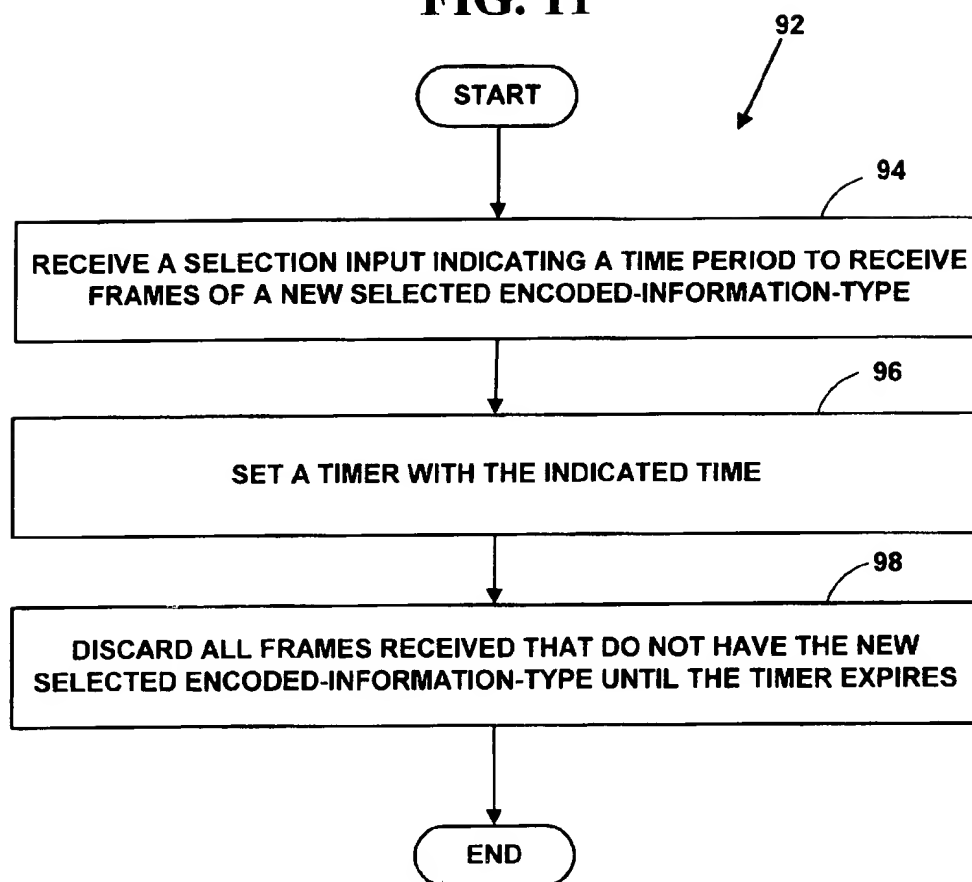 FIG. 11
92
START
94
RECEIVE A SELECTION INPUT INDICATING A TIME PERIOD TO RECEIVE
FRAMES OF A NEW SELECTED ENCODED-INFORMATION-TYPE
96
SET A TIMER WITH THE INDICATED TIME
98
DISCARD ALL FRAMES RECEIVED THAT DO NOT HAVE THE NEW
SELECTED ENCODED-INFORMATION-TYPE UNTIL THE TIMER EXPIRES
END